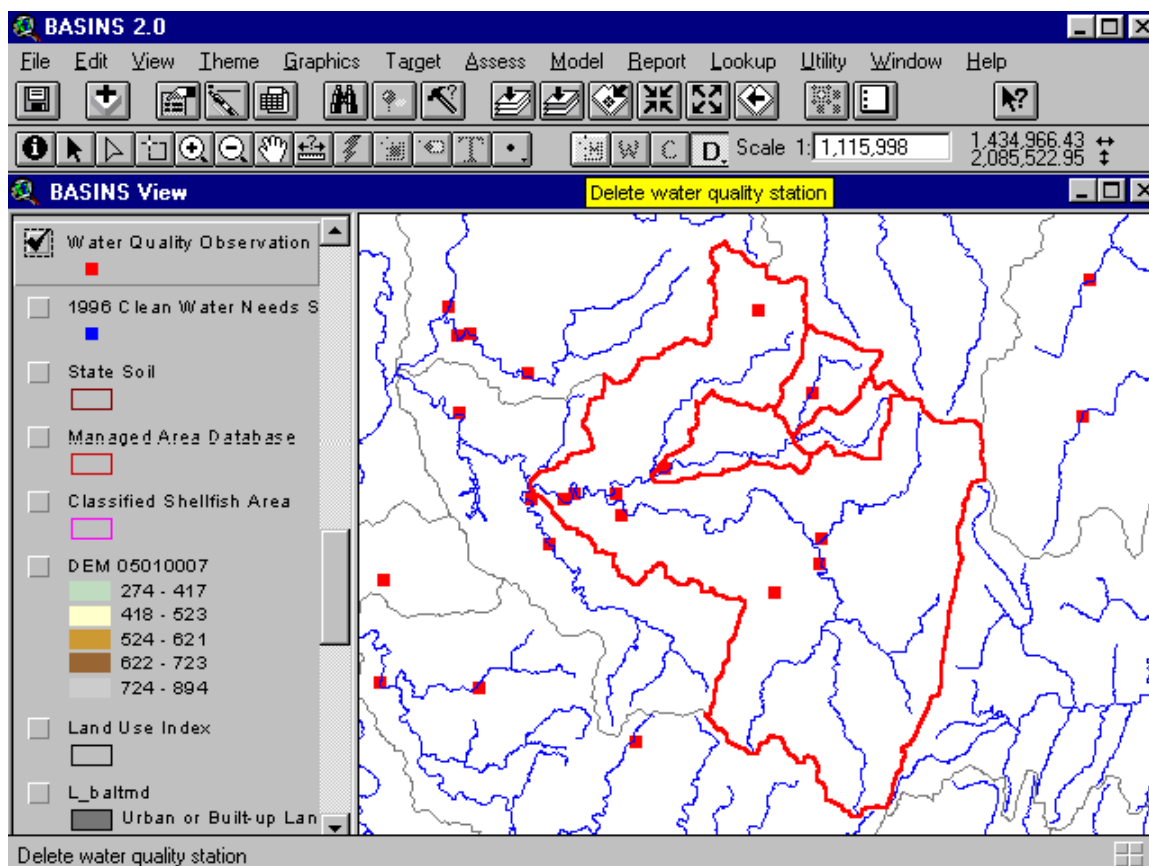 BASINS 2.0
File Edit View Theme Graphics Target Assess Model Report Lookup Utility Window Help
W C D. Scale 1: 1,115,998 1,434,966.43
2,085,522.95
BASINS View
Delete water quality station
Water Quality Observation
1996 Clean Water Needs S
State Soil
Managed Area Database
Classified Shellfish Area
DEM 05010007
274 - 417
418 - 523
524 - 621
622 - 723
724 - 894
Land Use Index
L_baltmd
Urban or Built-up Lan
Delete water quality station